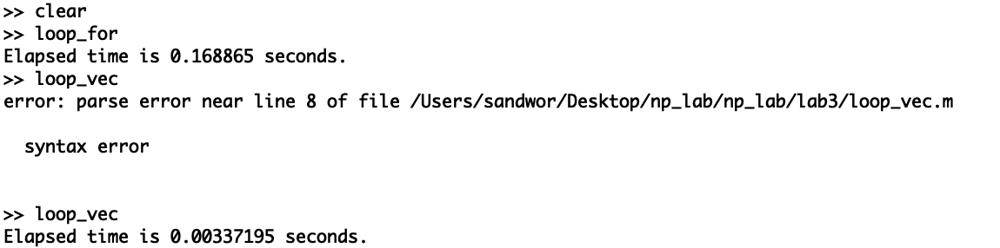 >> clear
>> loop_for
Elapsed time is 0.168865 seconds.
>> loop_vec
error: parse error near line 8 of file /Users/sandwor/Desktop/np_lab/np_lab/lab3/loop_vec.m
syntax error
>> loop_vec
Elapsed time is 0.00337195 seconds.